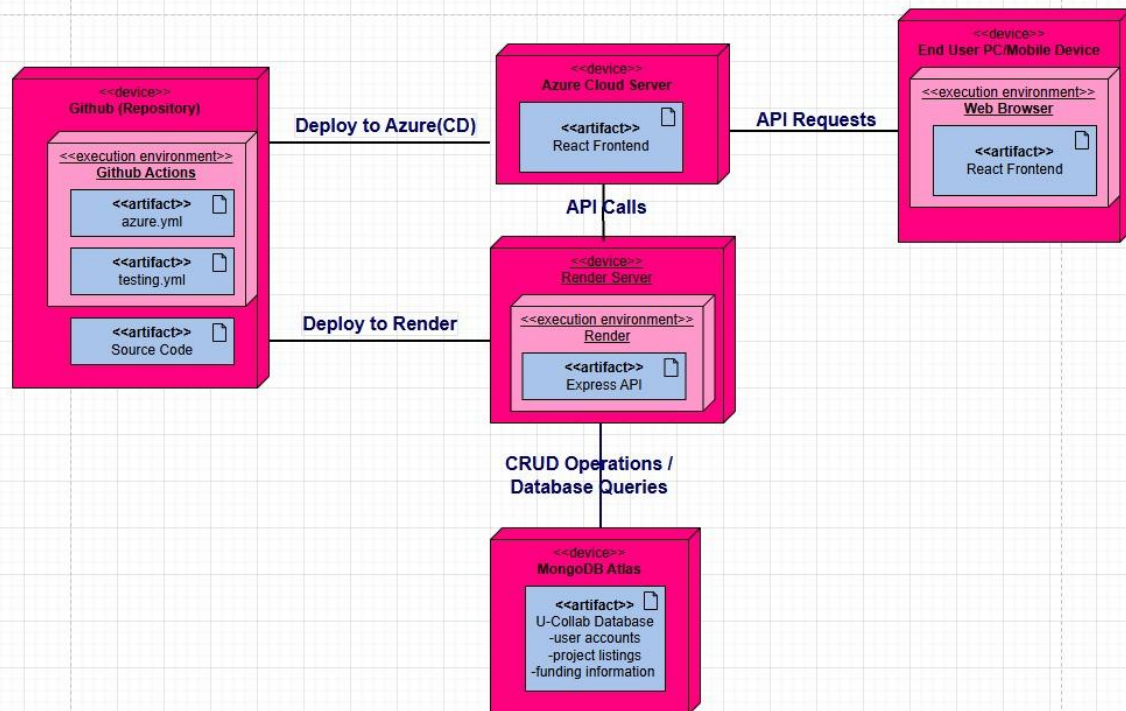 <<device>>
Github (Repository)
<<execution environment>>
Github Actions
<<artifact>>
azure.yml
<<artifact>>
testing.yml
<<artifact>>
Source Code
Deploy to Azure(CD)
Deploy to Render
<<device>>
Azure Cloud Server
<<artifact>>
React Frontend
API Requests
<<device>>
End User PC/Mobile Device
<<execution environment>>
Web Browser
<<artifact>>
React Frontend
API Calls
<<device>>
Render Server
<<execution environment>>
Render
<<artifact>>
Express API
CRUD Operations /
Database Queries
<<device>>
MongoDB Atlas
<<artifact>>
U-Collab Database
-user accounts
-project listings
-funding information